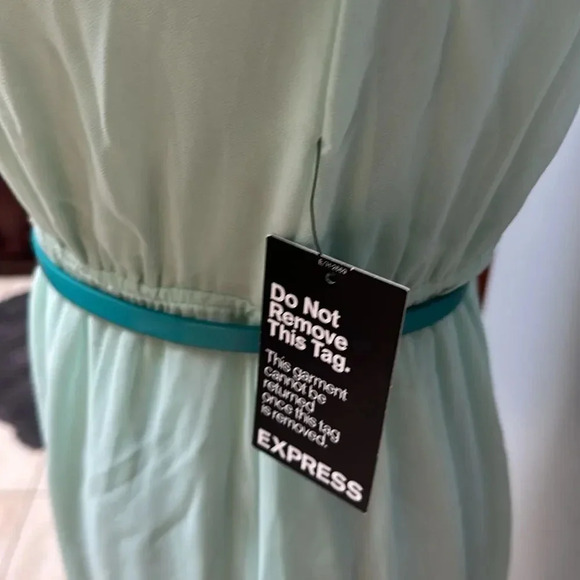 Do Not
Remove
This Tag.
This garment
cannot be
returned
once this tag
is removed.
EXPRESS